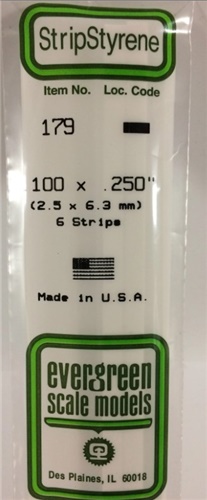 StripStyrene
Item No. Loc. Code
179
.100 x .250"
(2.5 x 6.3 mm)
6 Strips
Made in U.S.A.
evergreen
scale models
Des Plaines, IL 60018